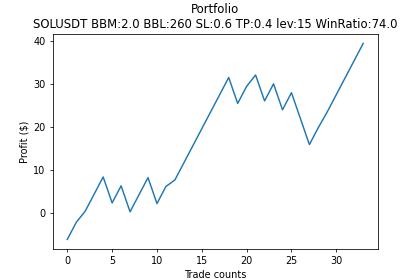 Portfolio
SOLUSDT BBM:2.0 BBL:260 SL:0.6 TP:0.4 lev:15 WinRatio:74.0
40
30
20
10
0
Profit ($)
0 5 10 15 20 25 30
Trade counts